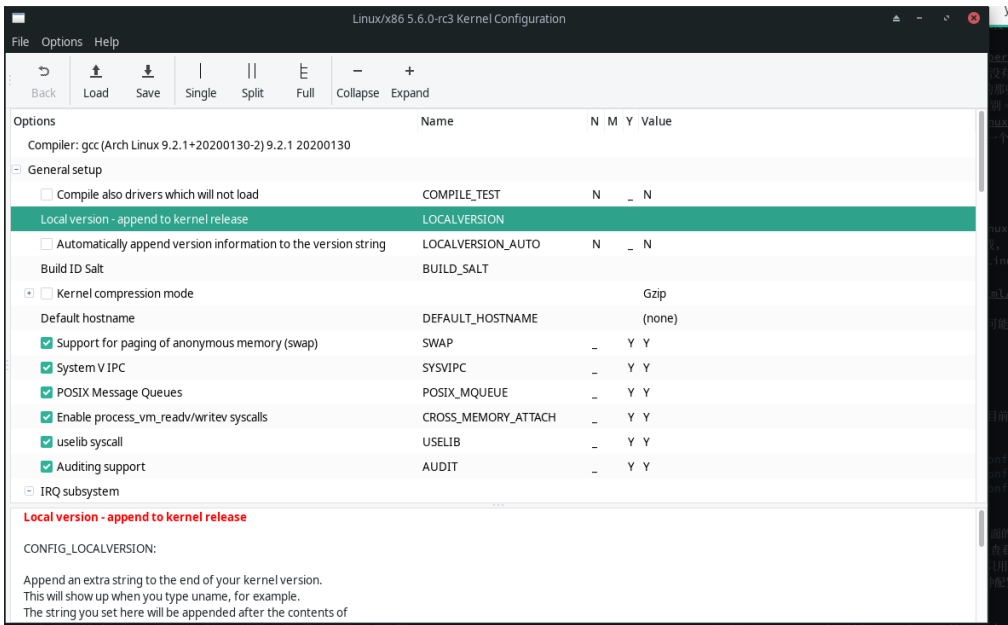 Linux/x86 5.6.0-rc3 Kernel Configuration
File Options Help
Back Load Save Single Split Full Collapse Expand
Options Name N M Y Value
Compiler: gcc (Arch Linux 9.2.1+20200130-2) 9.2.1 20200130
General setup
Compile also drivers which will not load COMPILE_TEST N _ N
Local version - append to kernel release LOCALVERSION
Automatically append version information to the version string LOCALVERSION_AUTO N _ N
Build ID Salt BUILD_SALT
Kernel compression mode Gzip
Default hostname DEFAULT_HOSTNAME (none)
Support for paging of anonymous memory (swap) SWAP _ Y Y
System V IPC SYSVIPC _ Y Y
POSIX Message Queues POSIX_MQUEUE _ Y Y
Enable process_vm_readv/writev syscalls CROSS_MEMORY_ATTACH _ Y Y
uselib syscall USELIB _ Y Y
Auditing support AUDIT _ Y Y
IRQ subsystem
Local version - append to kernel release
CONFIG_LOCALVERSION:
Append an extra string to the end of your kernel version.
This will show up when you type uname, for example.
The string you set here will be appended after the contents of